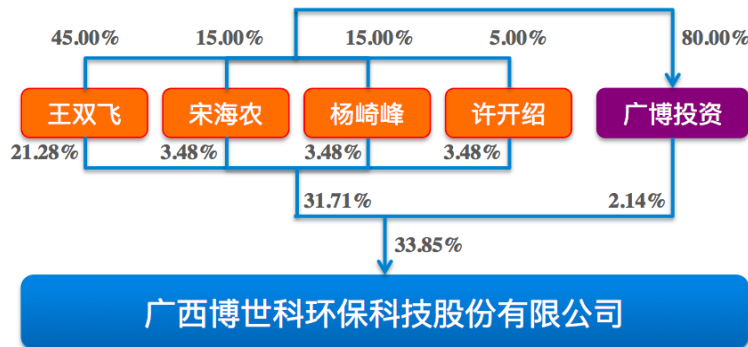 45.00% 15.00% 15.00% 5.00% 80.00%
王双飞 宋海农 杨崎峰 许开绍 广博投资
21.28% 3.48% 3.48% 3.48%
31.71% 2.14%
33.85%
广西博世科环保科技股份有限公司